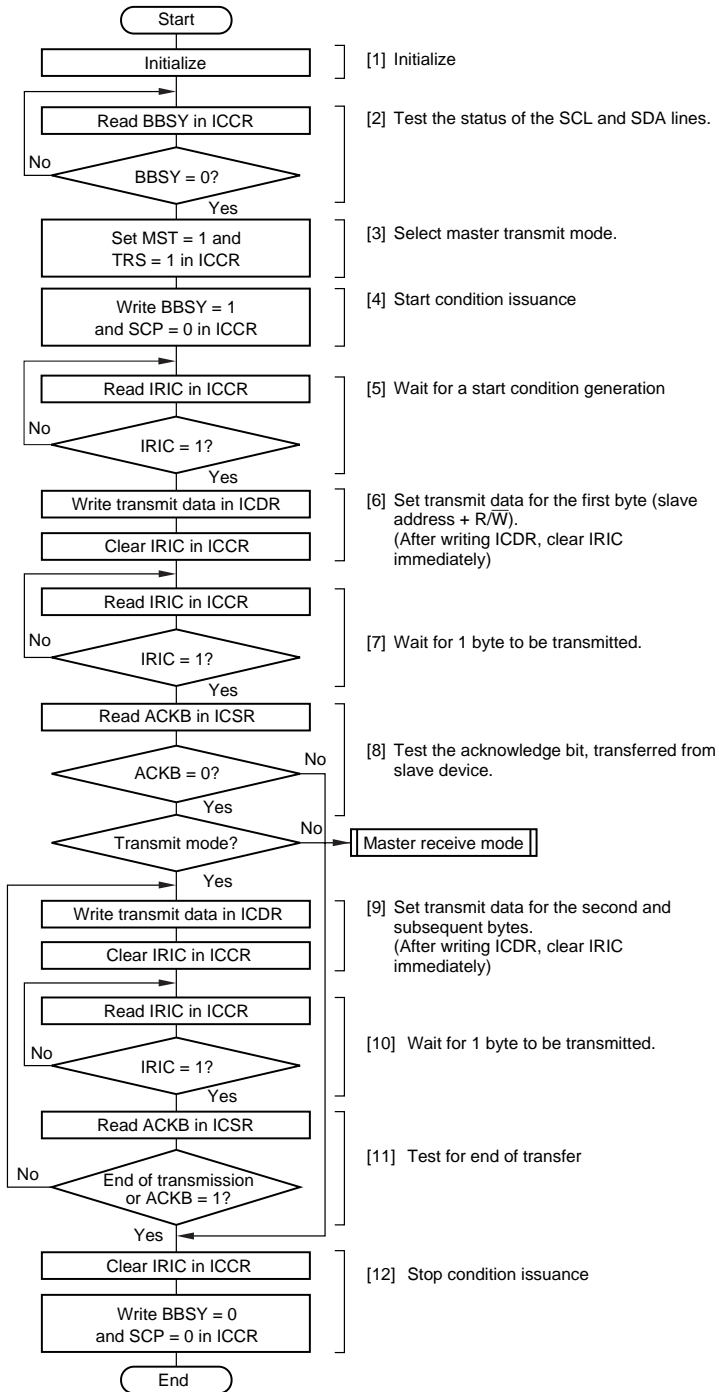 Start
Initialize
[1] Initialize
Read BBSY in ICCR
[2] Test the status of the SCL and SDA lines.
No
BBSY = 0?
Yes
Set MST = 1 and
TRS = 1 in ICCR
[3] Select master transmit mode.
Write BBSY = 1
and SCP = 0 in ICCR
[4] Start condition issuance
Read IRIC in ICCR
[5] Wait for a start condition generation
No
IRIC = 1?
Yes
Write transmit data in ICDR
[6] Set transmit data for the first byte (slave
address + R/W̅).
(After writing ICDR, clear IRIC
immediately)
Clear IRIC in ICCR
Read IRIC in ICCR
No
IRIC = 1?
[7] Wait for 1 byte to be transmitted.
Yes
Read ACKB in ICSR
[8] Test the acknowledge bit, transferred from
slave device.
No
ACKB = 0?
Yes
Transmit mode?
No
Master receive mode
Yes
Write transmit data in ICDR
[9] Set transmit data for the second and
subsequent bytes.
(After writing ICDR, clear IRIC
immediately)
Clear IRIC in ICCR
Read IRIC in ICCR
[10] Wait for 1 byte to be transmitted.
No
IRIC = 1?
Yes
Read ACKB in ICSR
[11] Test for end of transfer
No
End of transmission
or ACKB = 1?
Yes
Clear IRIC in ICCR
[12] Stop condition issuance
Write BBSY = 0
and SCP = 0 in ICCR
End